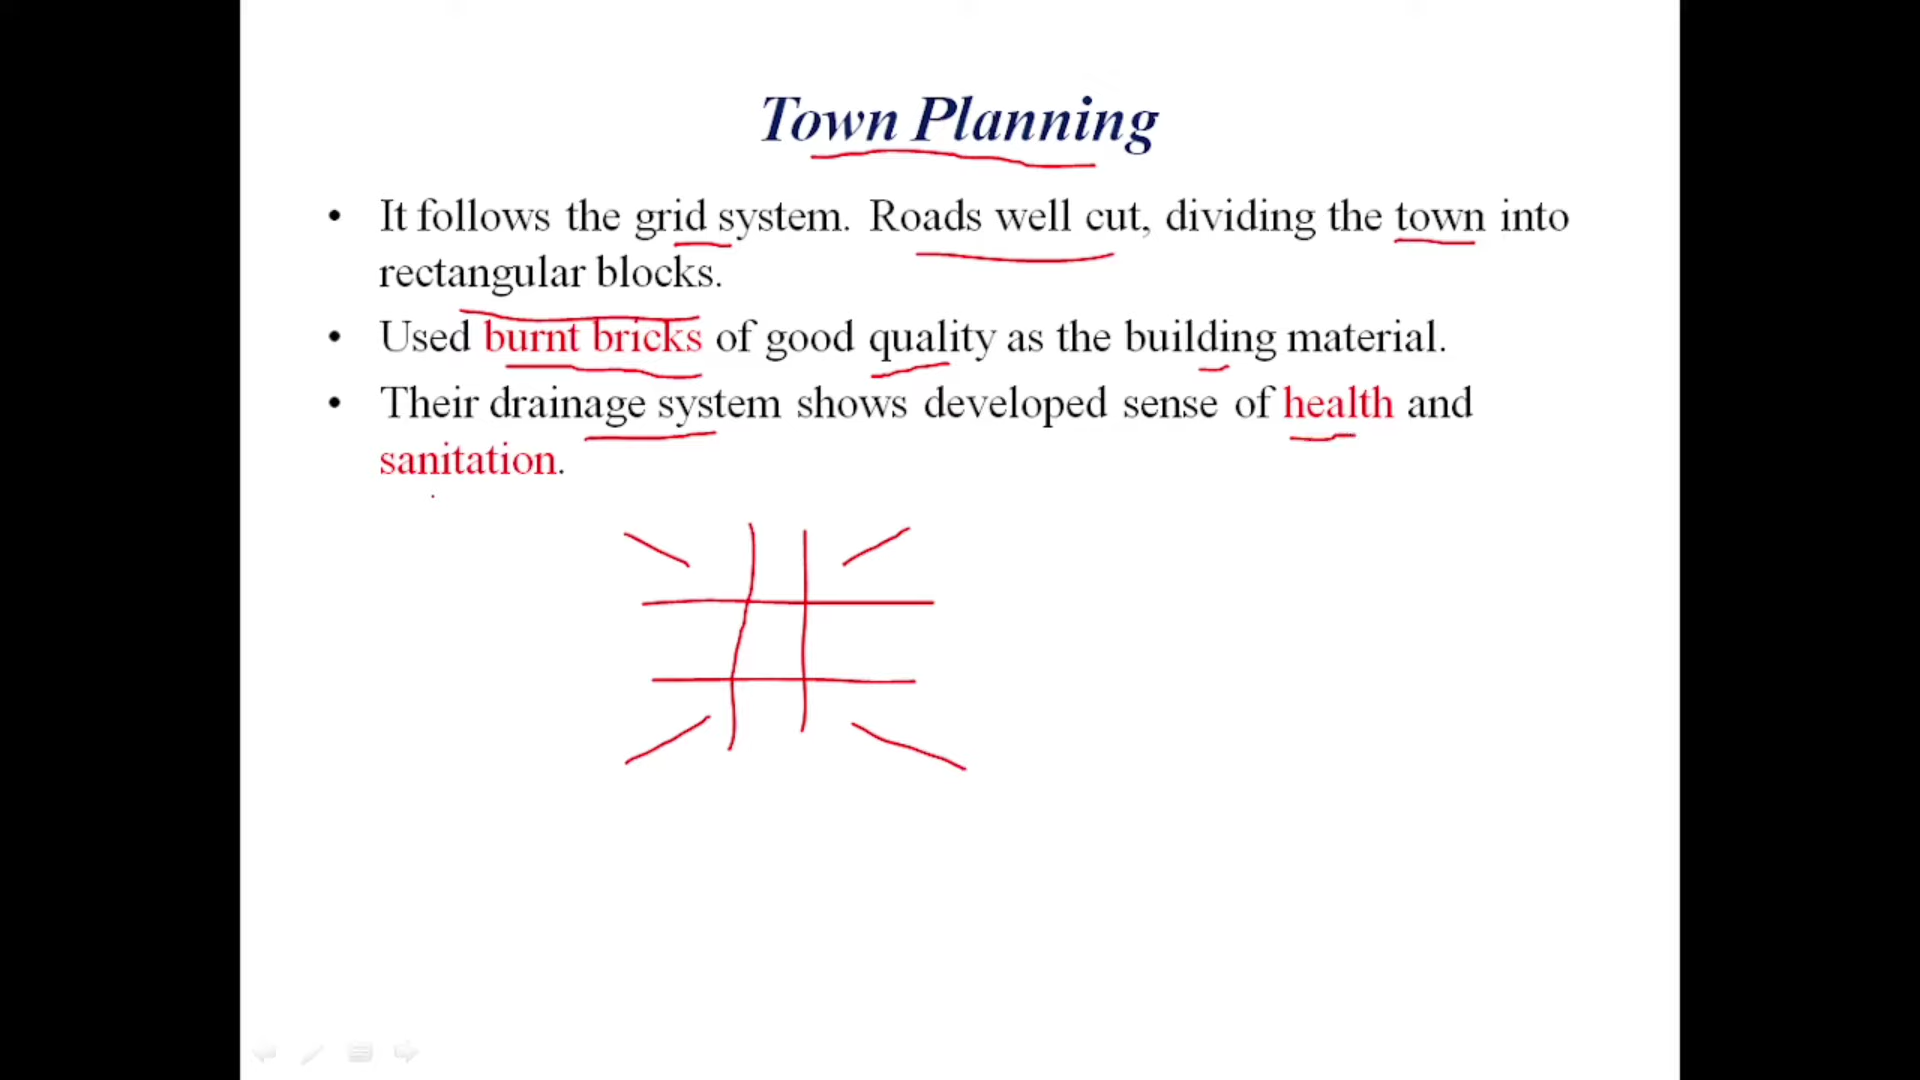 Town Planning
• It follows the grid system. Roads well cut, dividing the town into
rectangular blocks.
• Used burnt bricks of good quality as the building material.
• Their drainage system shows developed sense of health and
sanitation.